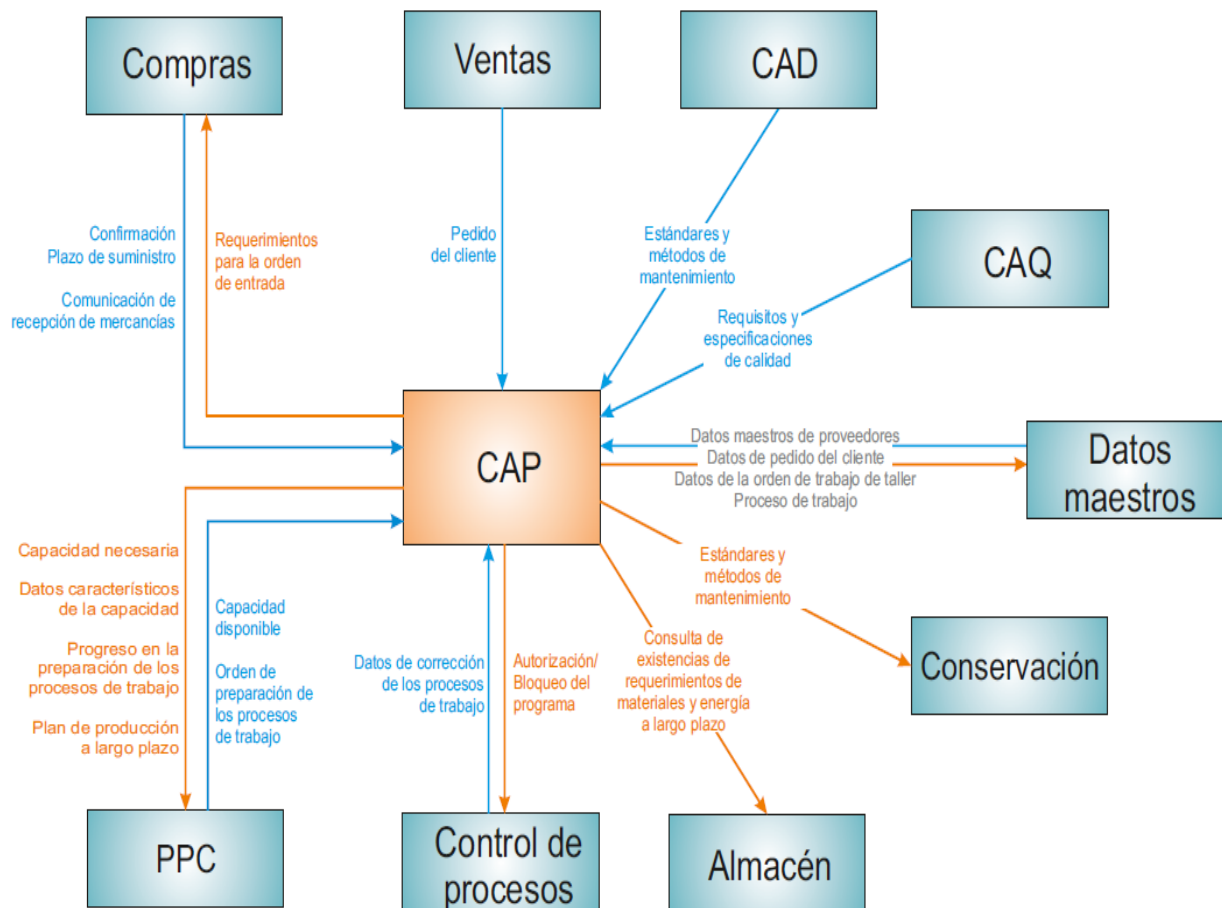 Compras
Ventas
CAD
Confirmación
Plazo de suministro
Comunicación de
recepción de mercancías
Requerimientos
para la orden
de entrada
Pedido
del cliente
Estándares y
métodos de
mantenimiento
CAQ
Requisitos y
especificaciones
de calidad
CAP
Datos maestros de proveedores
Datos de pedido del cliente
Datos de la orden de trabajo de taller
Proceso de trabajo
Datos
maestros
Capacidad necesaria
Datos característicos
de la capacidad
Progreso en la
preparación de los
procesos de trabajo
Plan de producción
a largo plazo
Capacidad
disponible
Orden de
preparación de
los procesos
de trabajo
Datos de corrección
de los procesos
de trabajo
Autorización/
Bloqueo del
programa
Consulta de
existencias de
requerimientos de
materiales y energía
a largo plazo
Estándares y
métodos de
mantenimiento
Conservación
PPC
Control de
procesos
Almacén